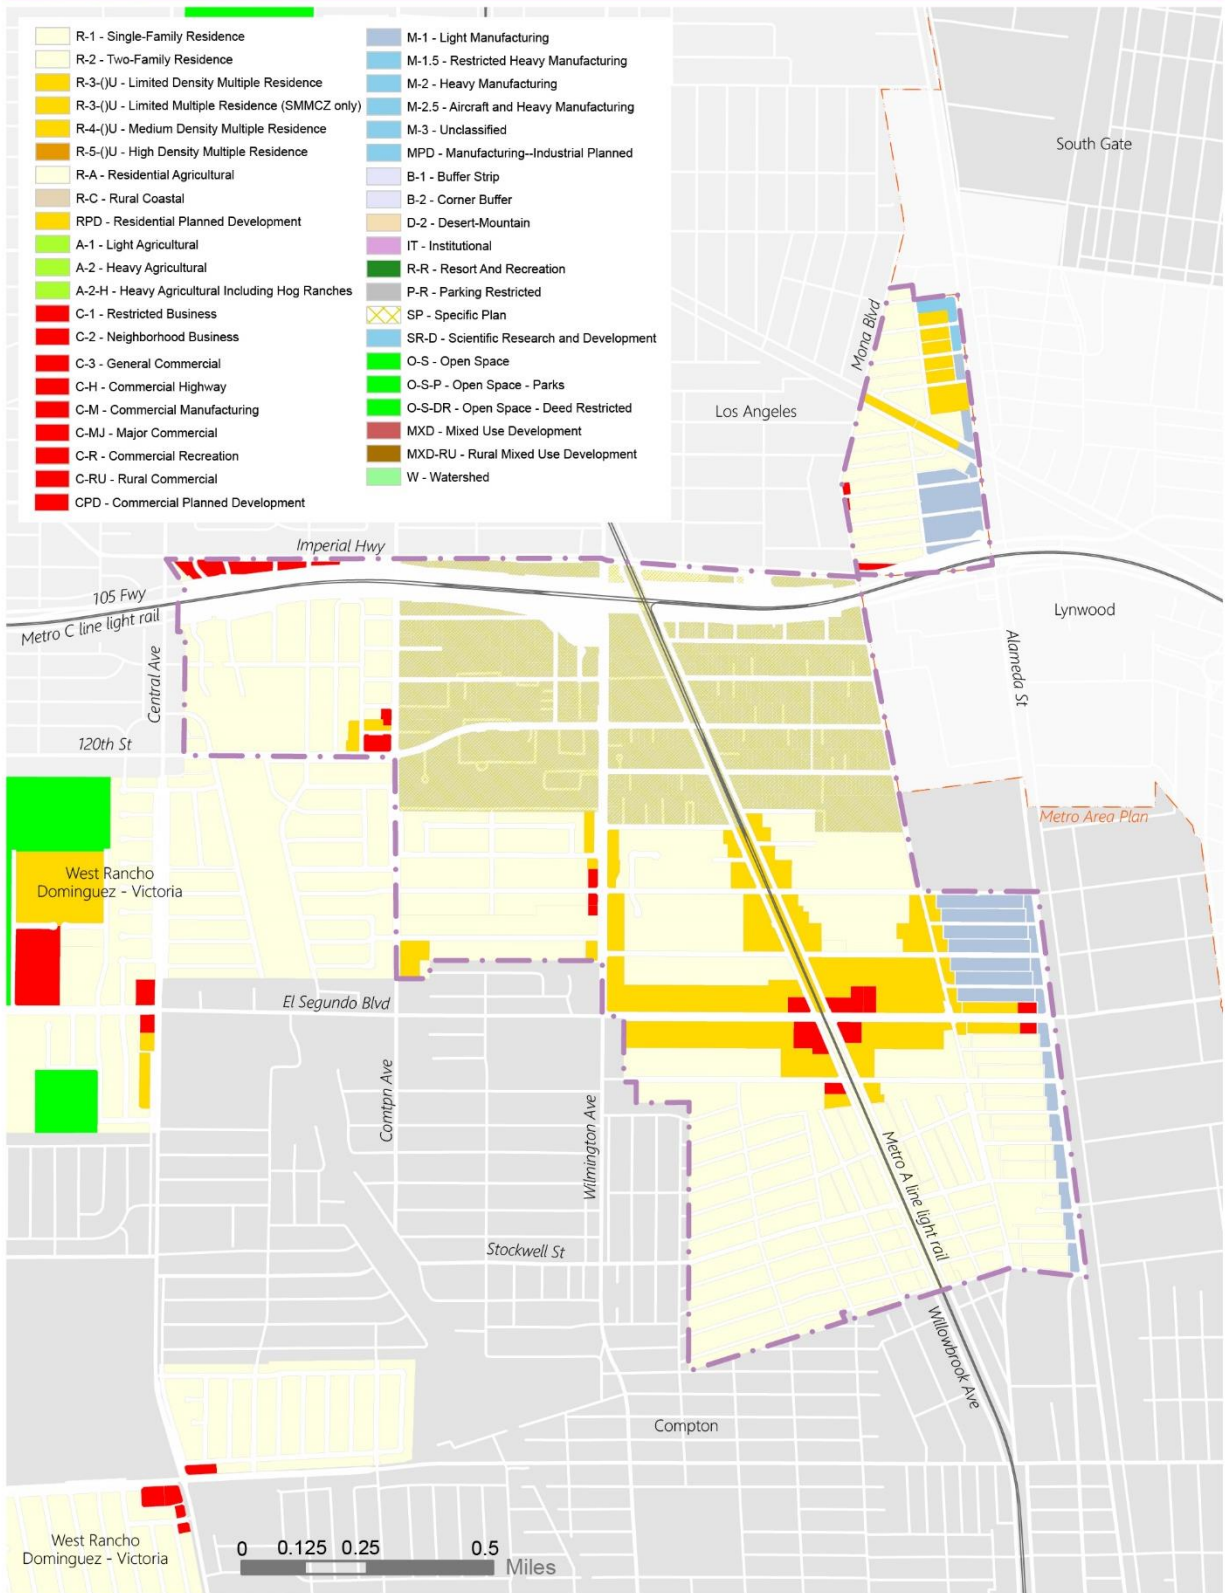 R-1 - Single-Family Residence
R-2 - Two-Family Residence
R-3-()U - Limited Density Multiple Residence
R-3-()U - Limited Multiple Residence (SMMCZ only)
R-4-()U - Medium Density Multiple Residence
R-5-()U - High Density Multiple Residence
R-A - Residential Agricultural
R-C - Rural Coastal
RPD - Residential Planned Development
A-1 - Light Agricultural
A-2 - Heavy Agricultural
A-2-H - Heavy Agricultural Including Hog Ranches
C-1 - Restricted Business
C-2 - Neighborhood Business
C-3 - General Commercial
C-H - Commercial Highway
C-M - Commercial Manufacturing
C-MJ - Major Commercial
C-R - Commercial Recreation
C-RU - Rural Commercial
CPD - Commercial Planned Development
M-1 - Light Manufacturing
M-1.5 - Restricted Heavy Manufacturing
M-2 - Heavy Manufacturing
M-2.5 - Aircraft and Heavy Manufacturing
M-3 - Unclassified
MPD - Manufacturing--Industrial Planned
B-1 - Buffer Strip
B-2 - Corner Buffer
D-2 - Desert-Mountain
IT - Institutional
R-R - Resort And Recreation
P-R - Parking Restricted
SP - Specific Plan
SR-D - Scientific Research and Development
O-S - Open Space
O-S-P - Open Space - Parks
O-S-DR - Open Space - Deed Restricted
MXD - Mixed Use Development
MXD-RU - Rural Mixed Use Development
W - Watershed
South Gate
Mona Blvd
Los Angeles
Imperial Hwy
105 Fwy
Metro C line light rail
Lynwood
Alameda St
Central Ave
120th St
Metro Area Plan
West Rancho
Dominguez - Victoria
El Segundo Blvd
Comtpn Ave
Wilmington Ave
Metro A line light rail
Stockwell St
Willowbrook Ave
Compton
West Rancho
Dominguez - Victoria
0 0.125 0.25 0.5
Miles